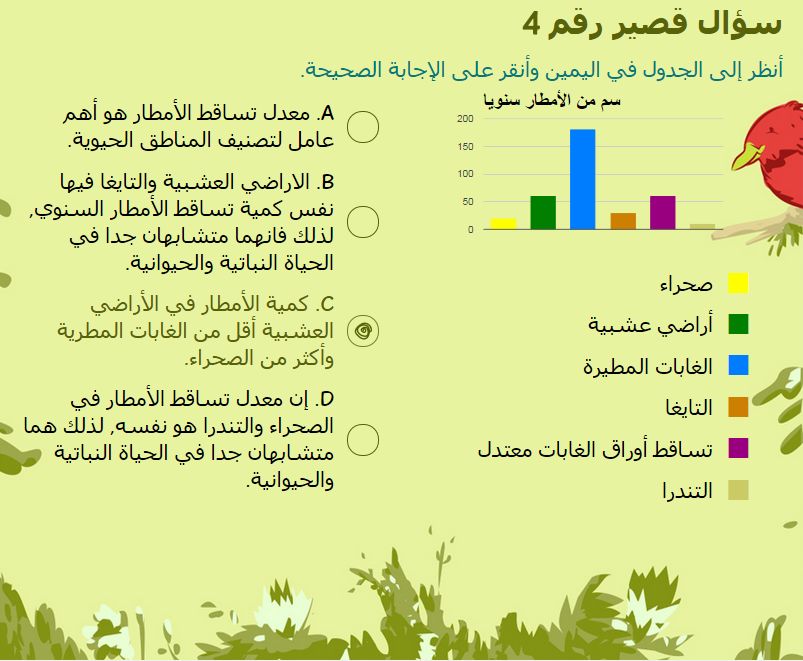 سؤال قصير رقم 4
أنظر إلى الجدول في اليمين وأنقر على الإجابة الصحيحة.
سم من الأمطار سنويا
200
150
100
50
0
صحراء
أراضي عشبية
الغابات المطيرة
التايغا
تساقط أوراق الغابات معتدل
التندرا
A. معدل تساقط الأمطار هو أهم
عامل لتصنيف المناطق الحيوية.
B. الاراضي العشبية والتايغا فيها
نفس كمية تساقط الأمطار السنوي,
لذلك فانهما متشابهان جدا في
الحياة النباتية والحيوانية.
C. كمية الأمطار في الأراضي
العشبية أقل من الغابات المطرية
وأكثر من الصحراء.
D. إن معدل تساقط الأمطار في
الصحراء والتندرا هو نفسه, لذلك هما
متشابهان جدا في الحياة النباتية
والحيوانية.